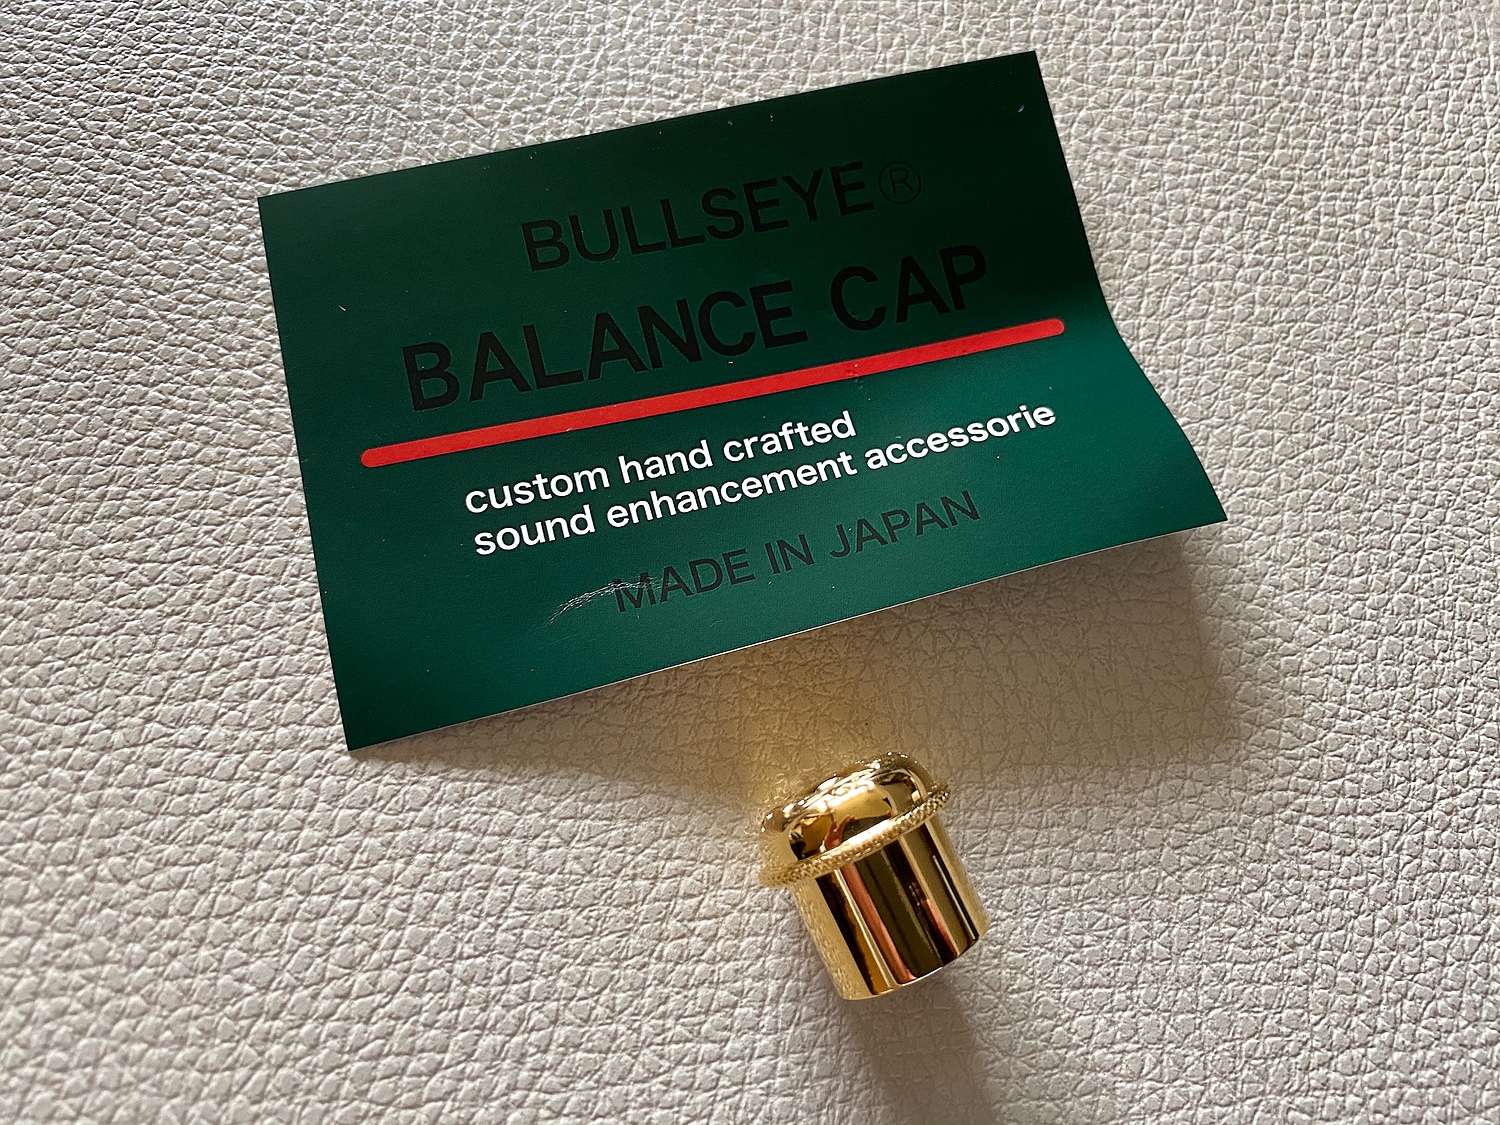 BULLSEYE®
BALANCE CAP
custom hand crafted
sound enhancement accessorie
MADE IN JAPAN